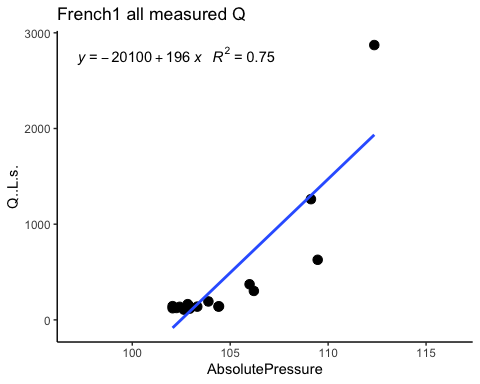 French1 all measured Q
y = −20100 + 196 x R² = 0.75
3000
2000
1000
0
Q..L.s.
100 105 110 115
AbsolutePressure